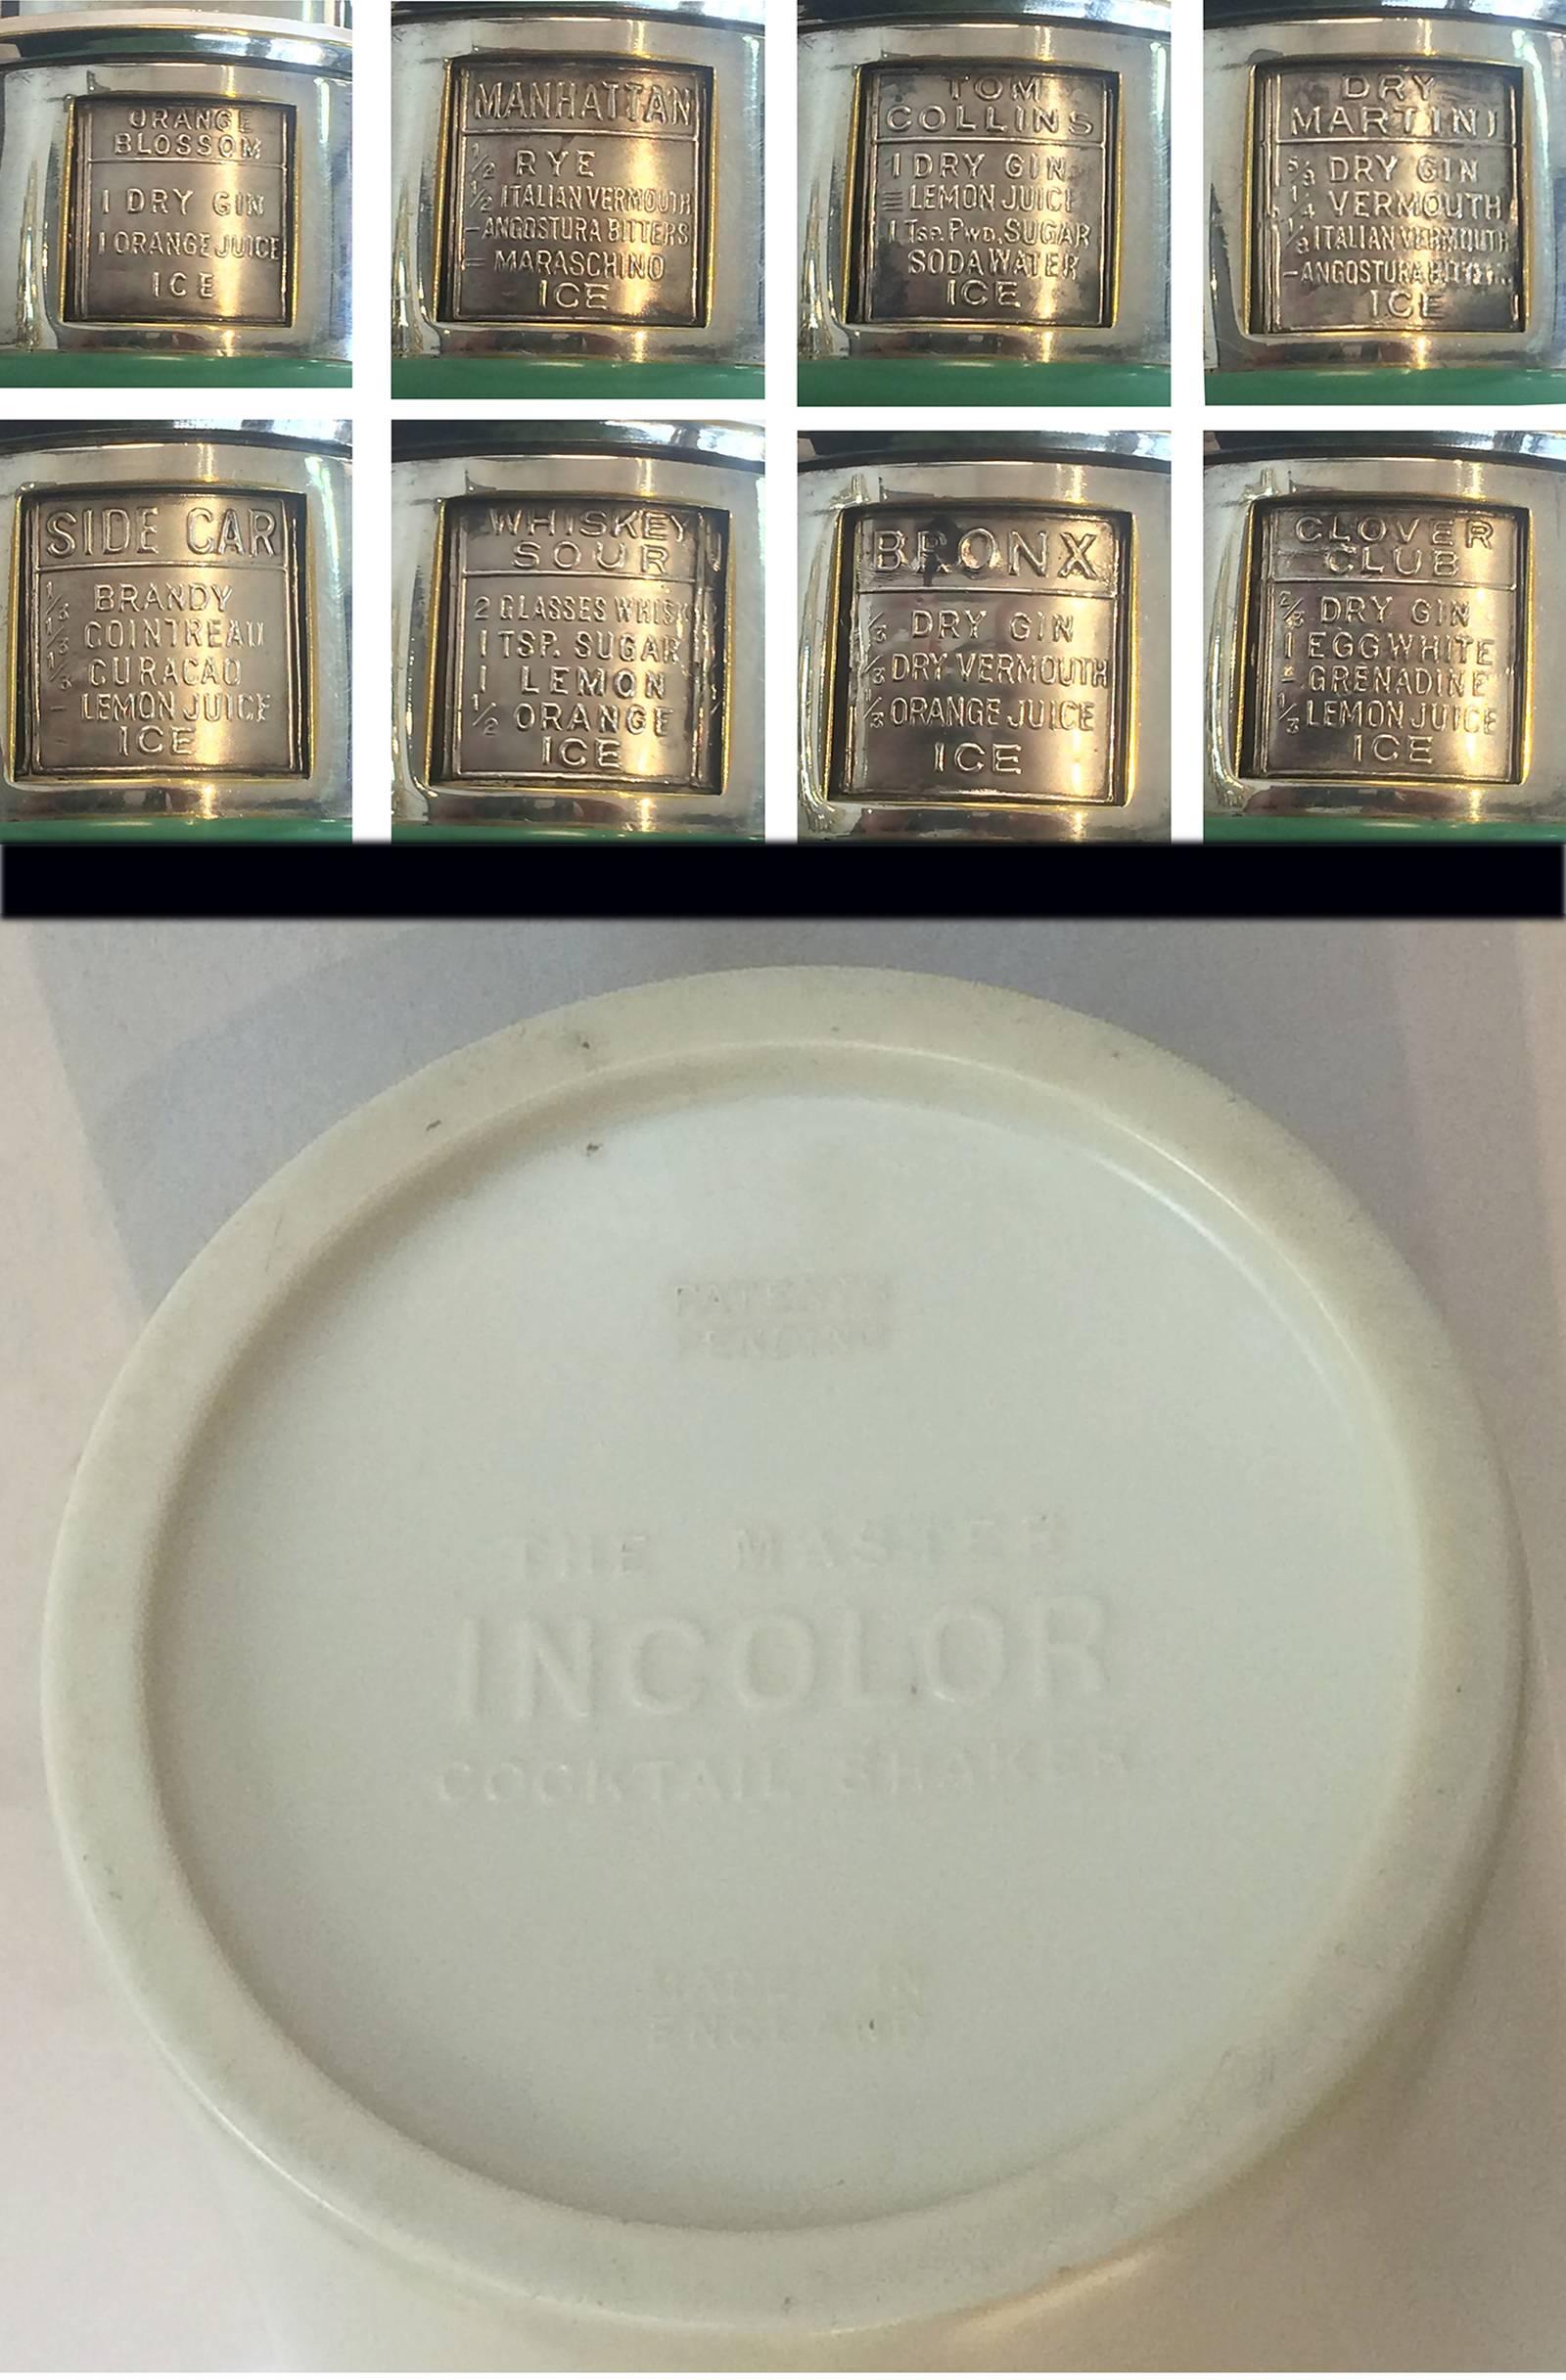 ORANGE
BLOSSOM
1 DRY GIN
1 ORANGE JUICE
ICE
MANHATTAN
1/2 RYE
1/2 ITALIAN VERMOUTH
- ANGOSTURA BITTERS
- MARASCHINO
ICE
TOM
COLLINS
1 DRY GIN
≡ LEMON JUICE
1 TSP. PWD. SUGAR
SODA WATER
ICE
DRY
MARTINI
5/8 DRY GIN
1/4 VERMOUTH
1/8 ITALIAN VERMOUTH
- ANGOSTURA
ICE
SIDE CAR
1/3 BRANDY
1/3 COINTREAU
1/3 CURACAO
- LEMON JUICE
ICE
WHISKEY
SOUR
2 GLASSES WHISK
1 TSP. SUGAR
1 LEMON
1/2 ORANGE
ICE
BRONX
1/3 DRY GIN
1/3 DRY VERMOUTH
1/3 ORANGE JUICE
ICE
CLOVER
CLUB
2/3 DRY GIN
1 EGG WHITE
- GRENADINE
1/3 LEMON JUICE
ICE
PENDING
THE MASTER
INCOLOR
COCKTAIL SHAKER
MADE IN
ENGLAND